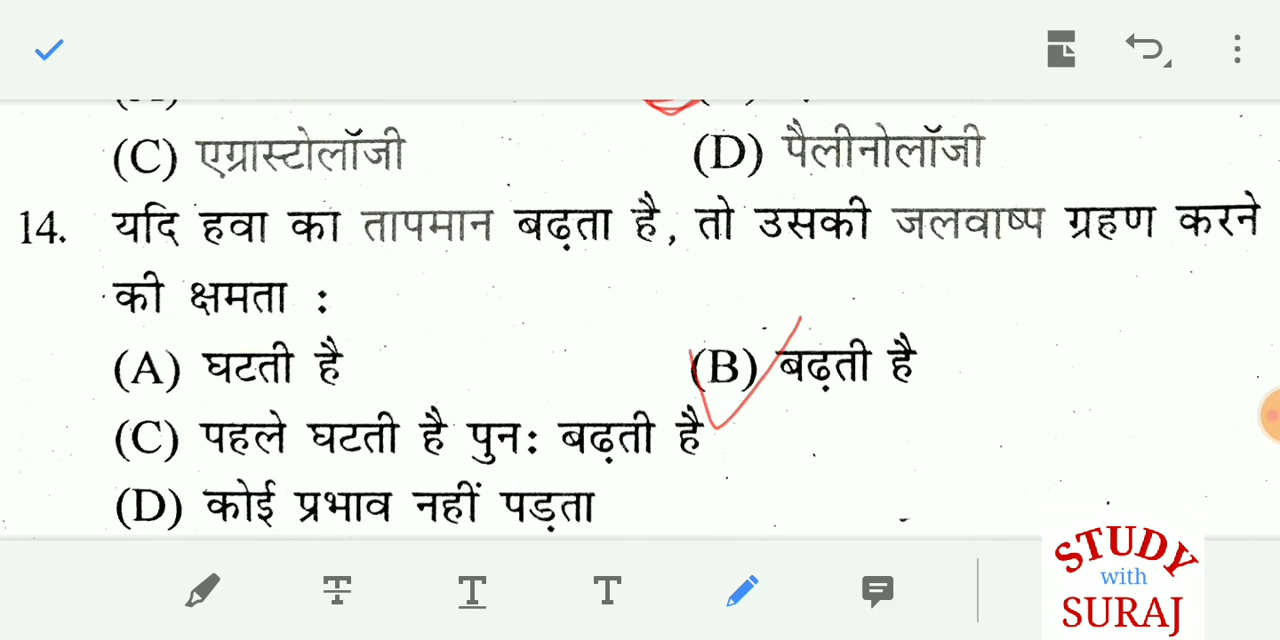 (C) एग्रास्टोलॉजी (D) पैलीनोलॉजी
14. यदि हवा का तापमान बढ़ता है, तो उसकी जलवाष्प ग्रहण करने
की क्षमता :
(A) घटती है (B) बढ़ती है
(C) पहले घटती है पुन: बढ़ती है
(D) कोई प्रभाव नहीं पड़ता
T T T
STUDY
with
SURAJ